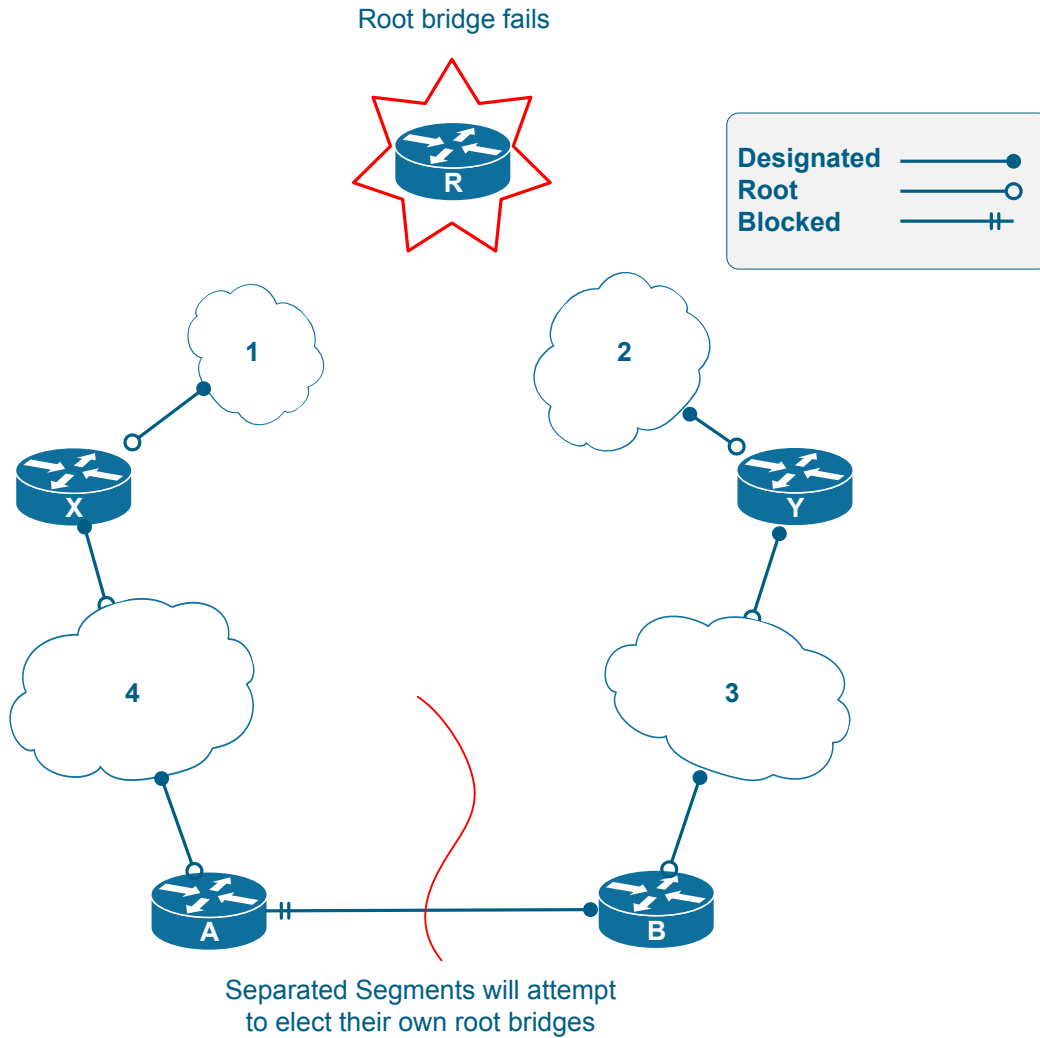 Root bridge fails
R
Designated
Root
Blocked
1
2
X
Y
4
3
A
B
Separated Segments will attempt
to elect their own root bridges